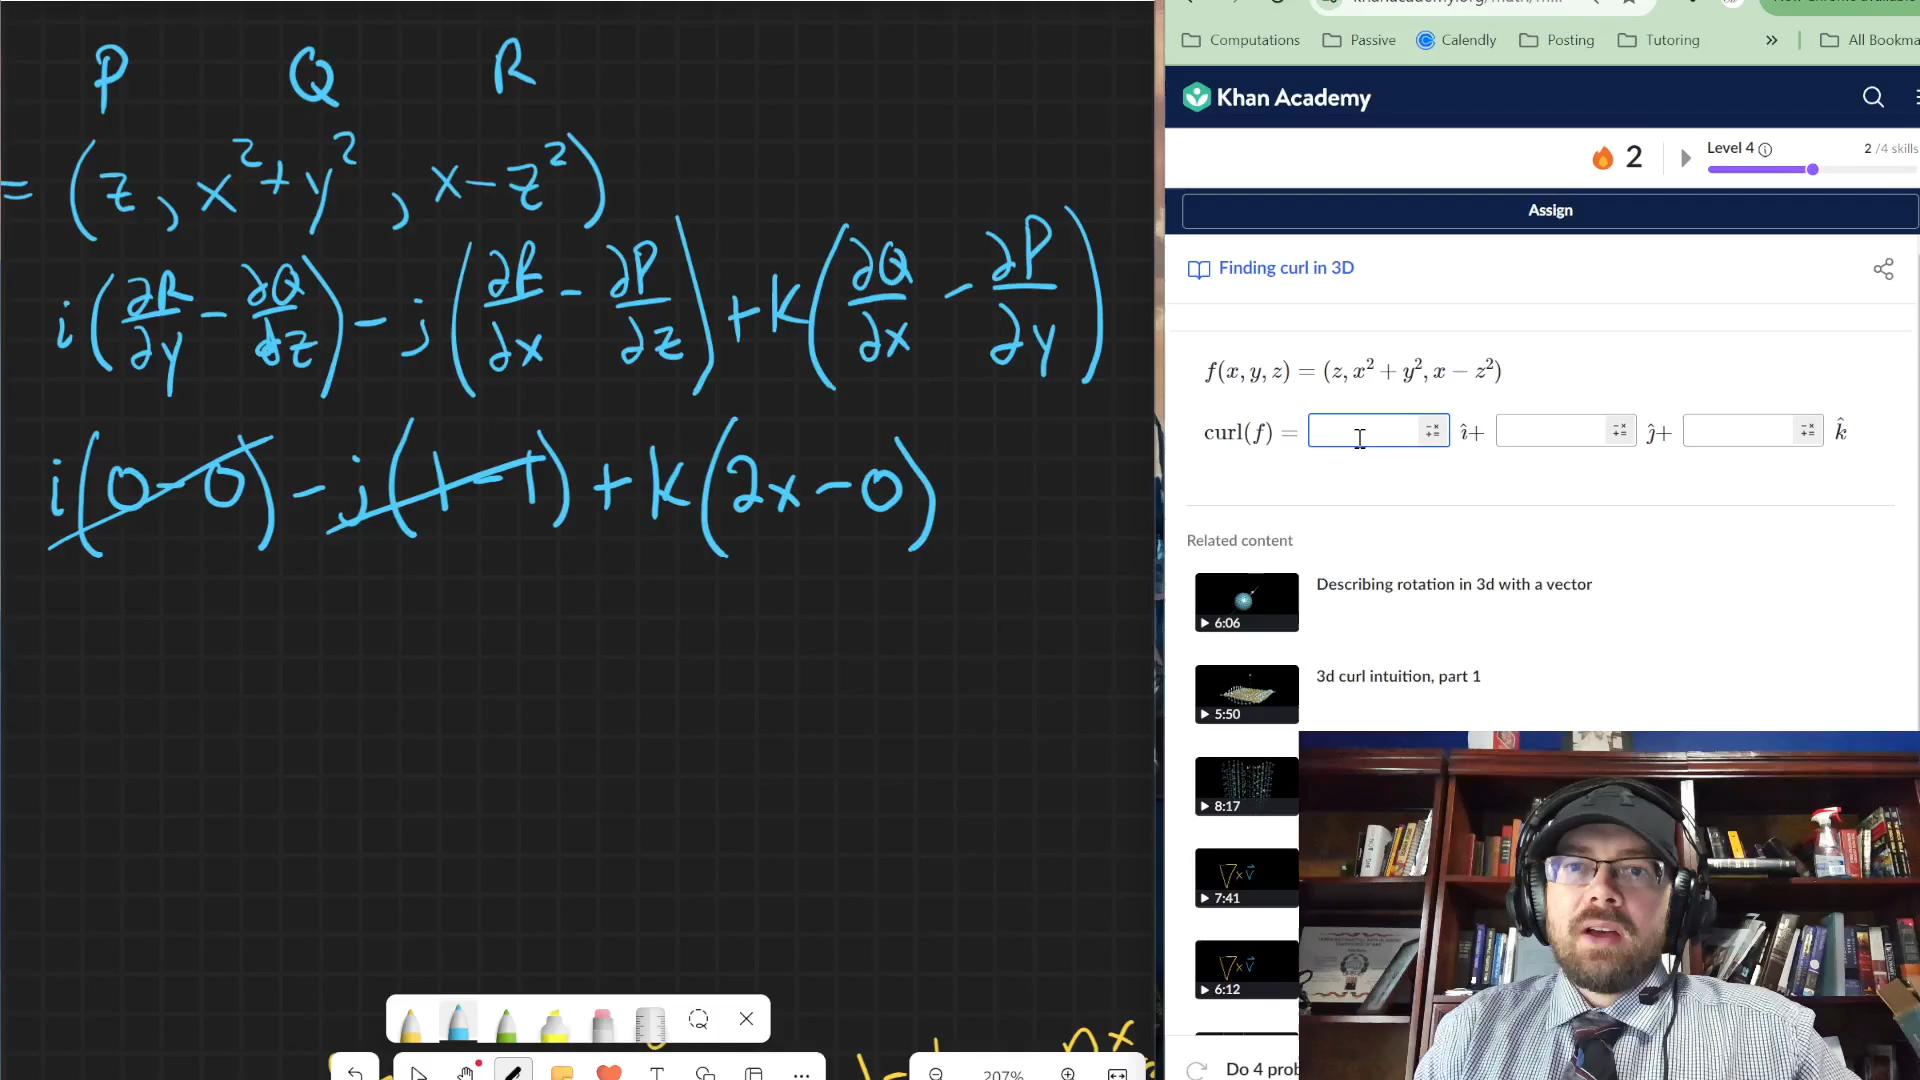 P Q R
= (z, x²+y², x-z²)
i(∂R/∂y - ∂Q/∂z) - j(∂R/∂x - ∂P/∂z) + k(∂Q/∂x - ∂P/∂y)
i(0-0) - j(1-1) + k(2x-0)
nx
207%
Computations Passive Calendly Posting Tutoring » All Bookma
Khan Academy
2 Level 4 2 /4 skills
Assign
Finding curl in 3D
f(x, y, z) = (z, x² + y², x − z²)
curl(f) = î+ ĵ+ k̂
Related content
Describing rotation in 3d with a vector
6:06
3d curl intuition, part 1
5:50
8:17
∇xv⃗
7:41
∇xv⃗
6:12
Do 4 prob